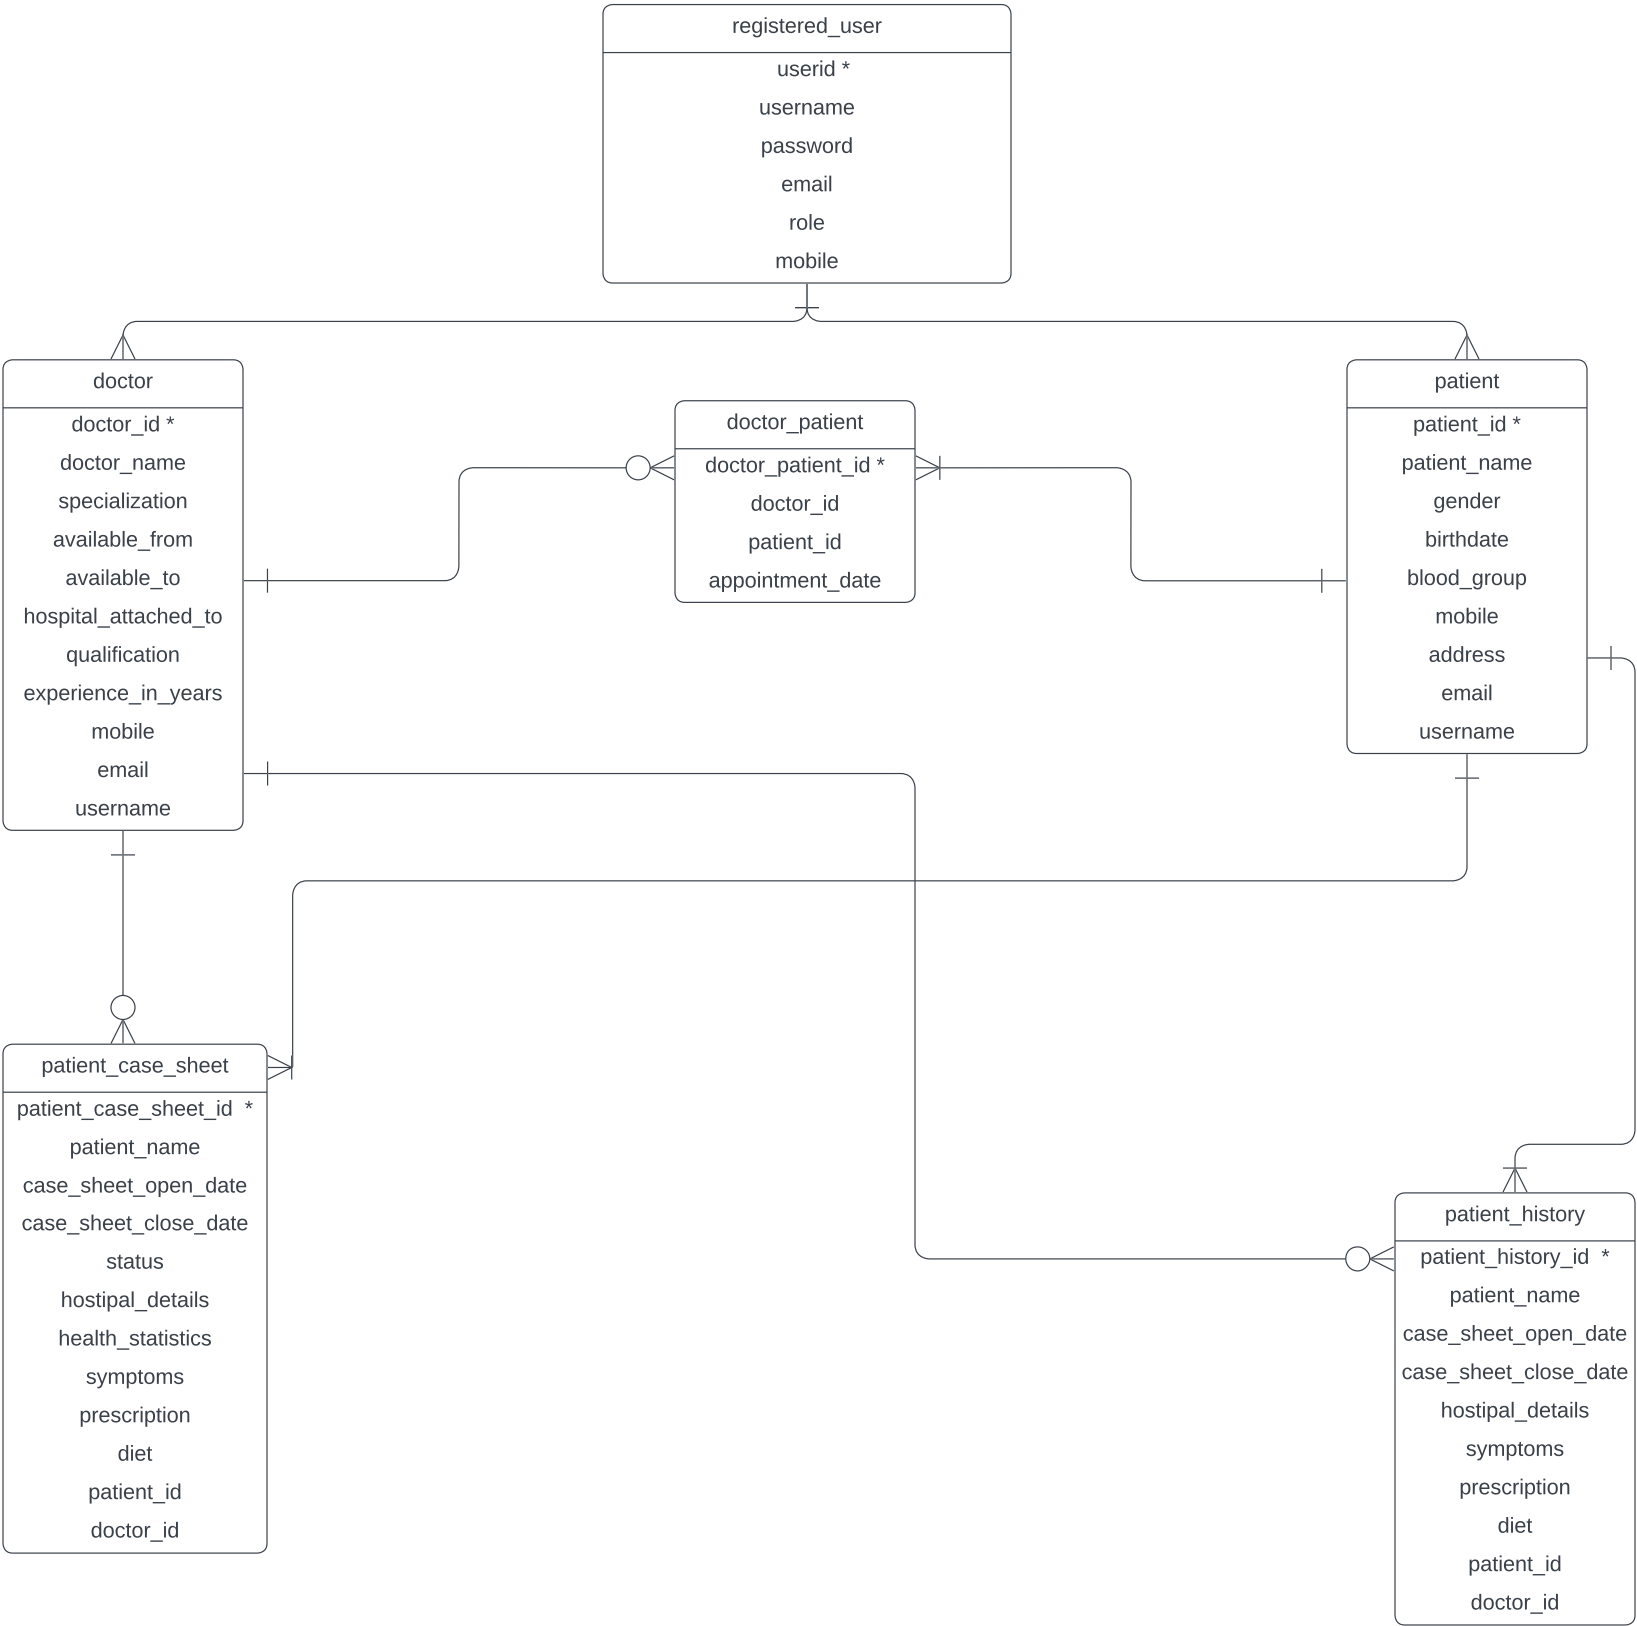 registered_user
userid *
username
password
email
role
mobile
doctor
doctor_id *
doctor_name
specialization
available_from
available_to
hospital_attached_to
qualification
experience_in_years
mobile
email
username
doctor_patient
doctor_patient_id *
doctor_id
patient_id
appointment_date
patient
patient_id *
patient_name
gender
birthdate
blood_group
mobile
address
email
username
patient_case_sheet
patient_case_sheet_id  *
patient_name
case_sheet_open_date
case_sheet_close_date
status
hostipal_details
health_statistics
symptoms
prescription
diet
patient_id
doctor_id
patient_history
patient_history_id  *
patient_name
case_sheet_open_date
case_sheet_close_date
hostipal_details
symptoms
prescription
diet
patient_id
doctor_id